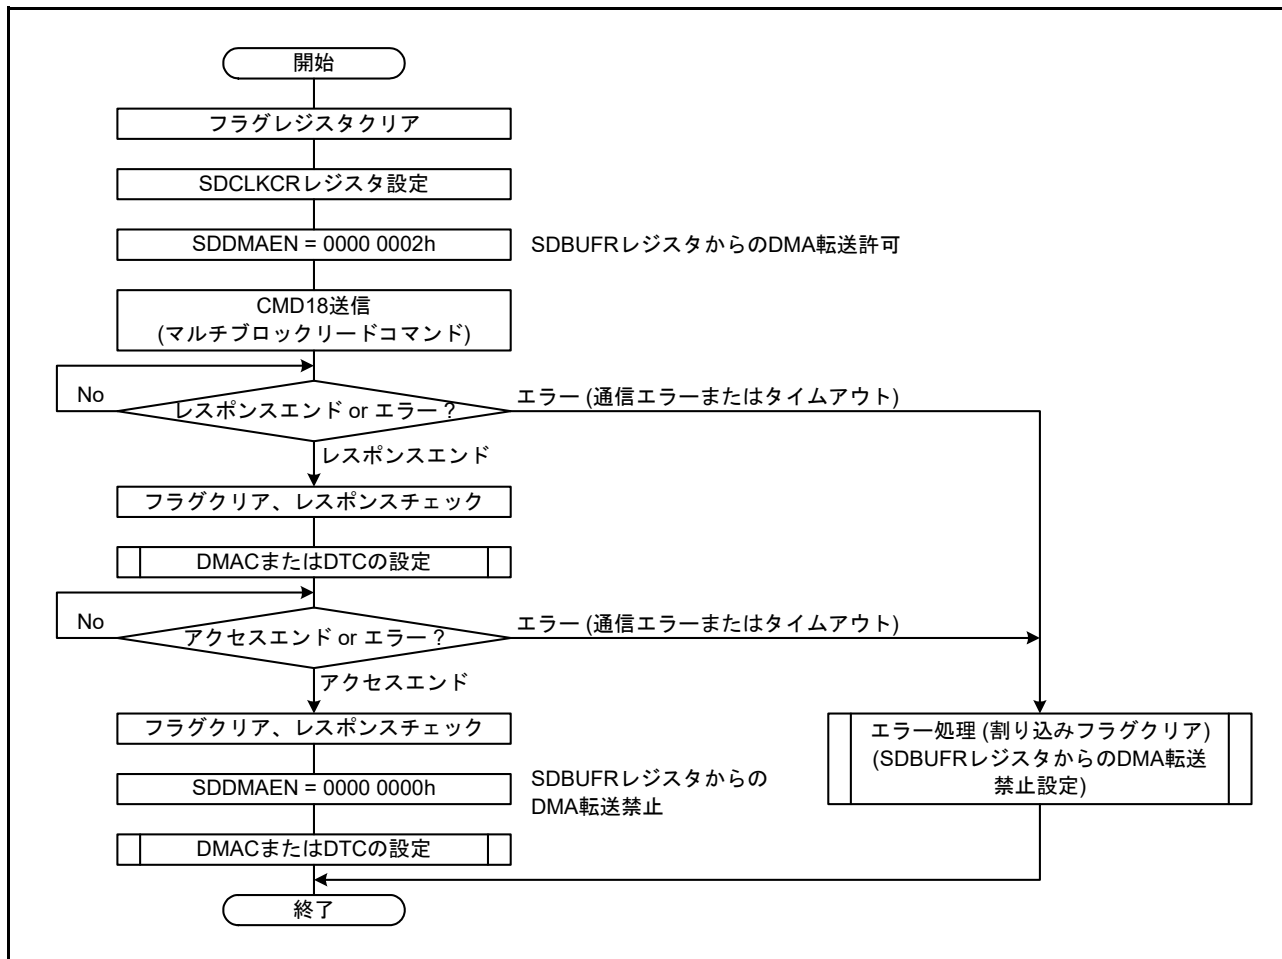 開始
フラグレジスタクリア
SDCLKCRレジスタ設定
SDDMAEN = 0000 0002h
SDBUFRレジスタからのDMA転送許可
CMD18送信
(マルチブロックリードコマンド)
No
レスポンスエンド or エラー ?
エラー (通信エラーまたはタイムアウト)
レスポンスエンド
フラグクリア、レスポンスチェック
DMACまたはDTCの設定
No
アクセスエンド or エラー ?
エラー (通信エラーまたはタイムアウト)
アクセスエンド
フラグクリア、レスポンスチェック
SDDMAEN = 0000 0000h
SDBUFRレジスタからの
DMA転送禁止
エラー処理 (割り込みフラグクリア)
(SDBUFRレジスタからのDMA転送
禁止設定)
DMACまたはDTCの設定
終了